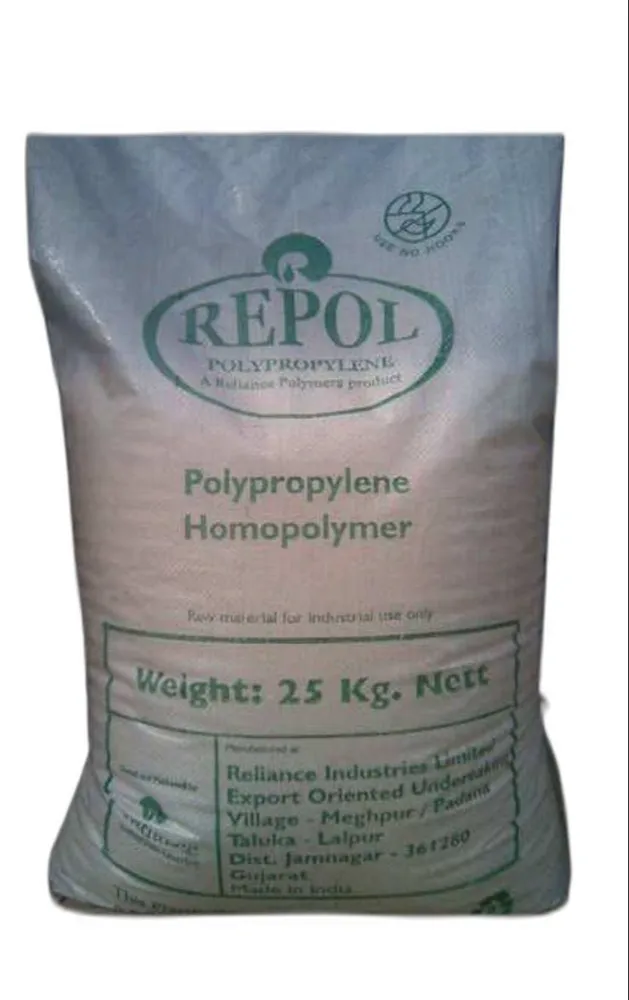 USE NO HOOKS
REPOL
POLYPROPYLENE
A Reliance Polymers product
Polypropylene
Homopolymer
Raw material for industrial use only
Weight: 25 Kg. Nett
Manufactured at
Reliance Industries Limited
Export Oriented Undertaking
Village - Meghpur / Padana
Taluka - Lalpur
Dist. Jamnagar - 361280
Gujarat
Made in India
Reliance
This